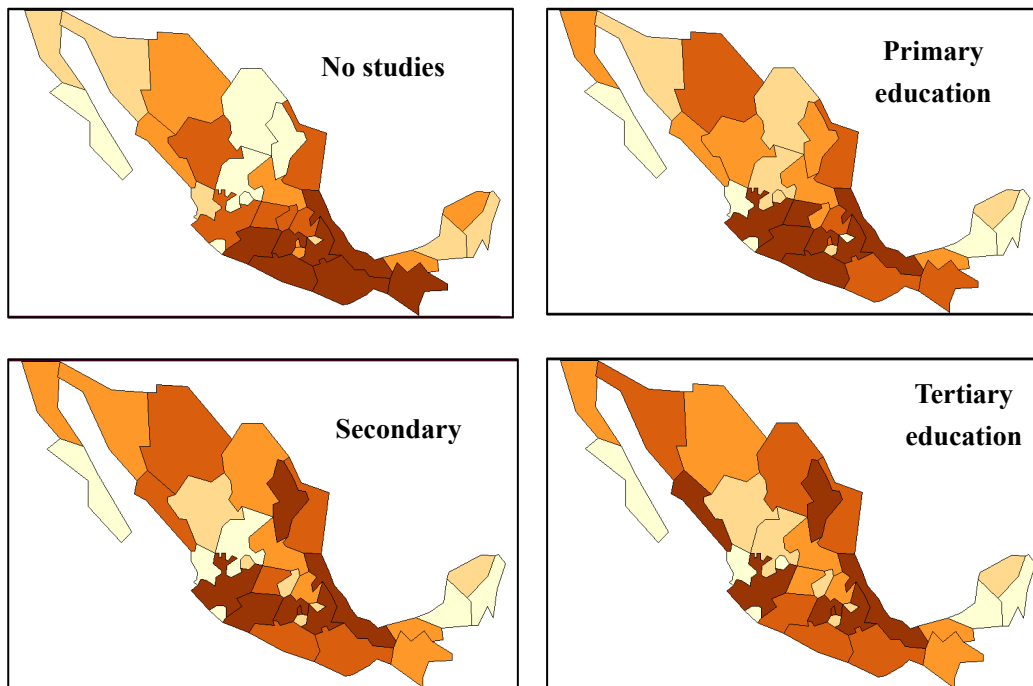 No studies
Primary
education
Secondary
Tertiary
education